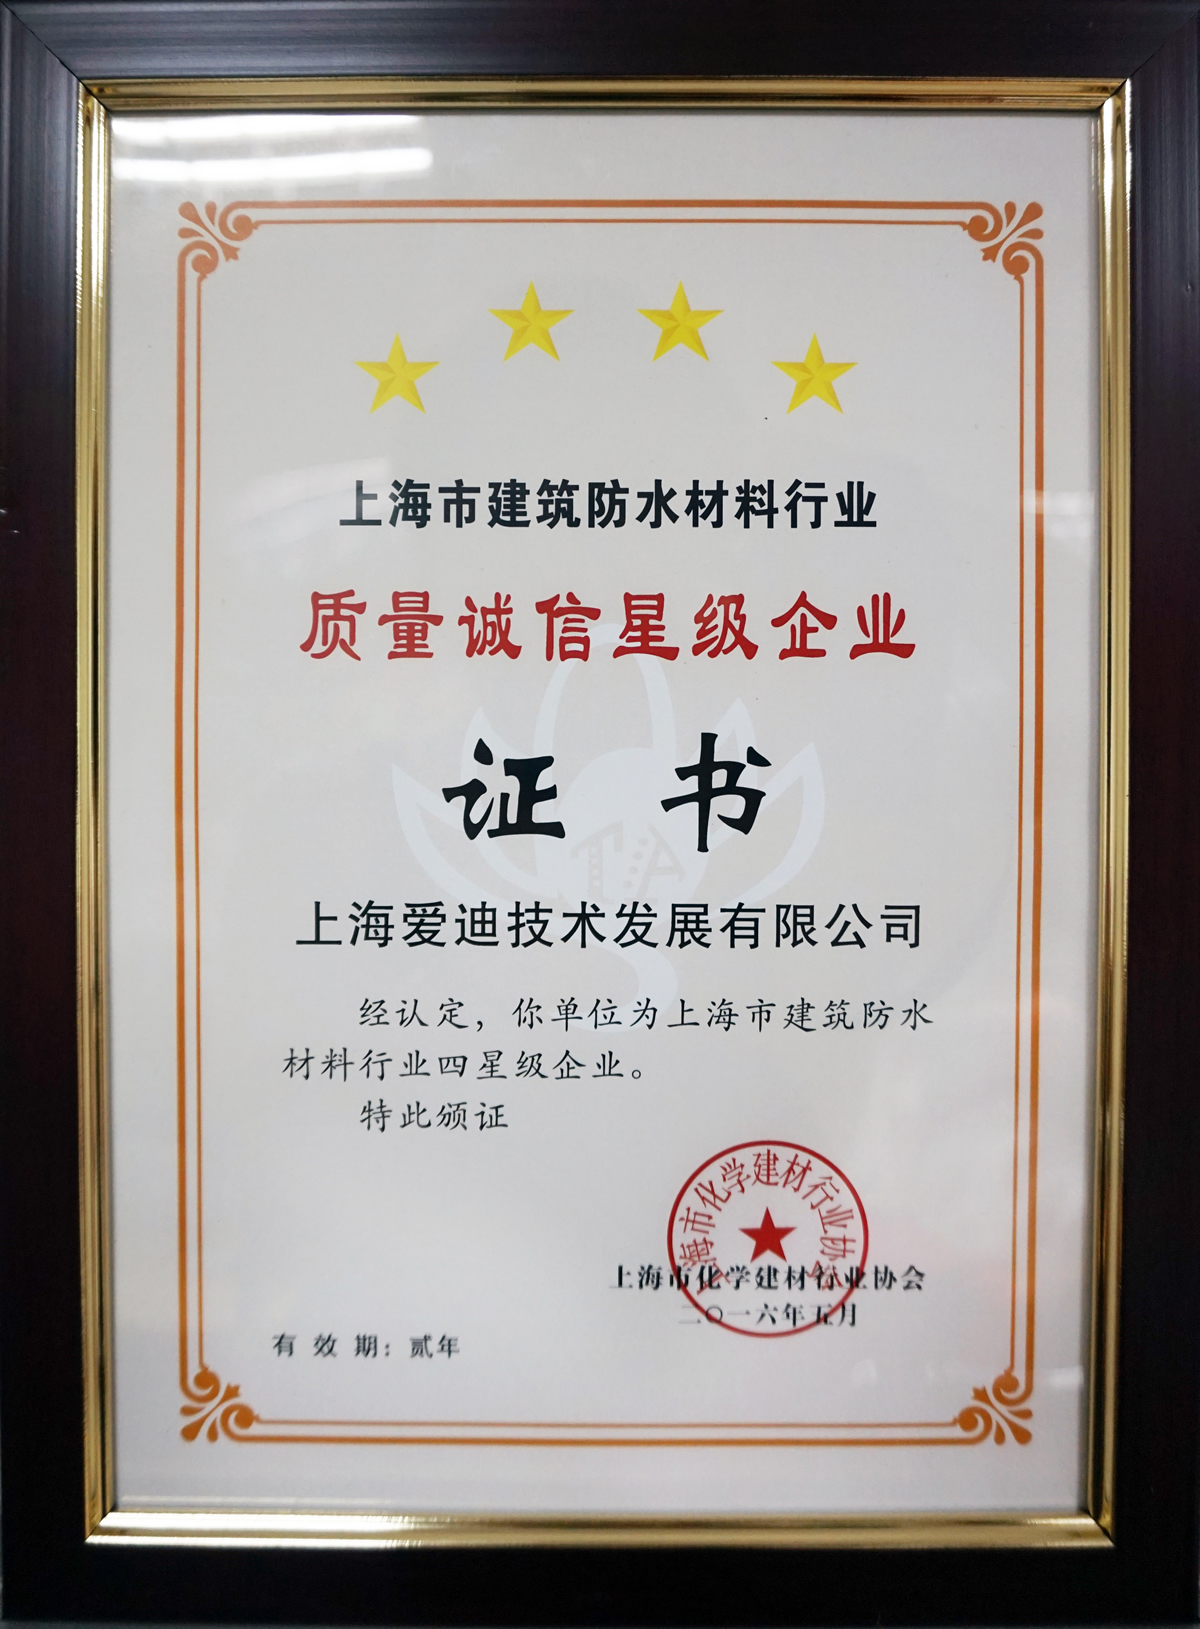 上海市建筑防水材料行业
质量诚信星级企业
证 书
上海爱迪技术发展有限公司
经认定，你单位为上海市建筑防水
材料行业四星级企业。
特此颁证
上海市化学建材行业协会
上海市化学建材行业协会
二〇一六年五月
有 效 期：贰年